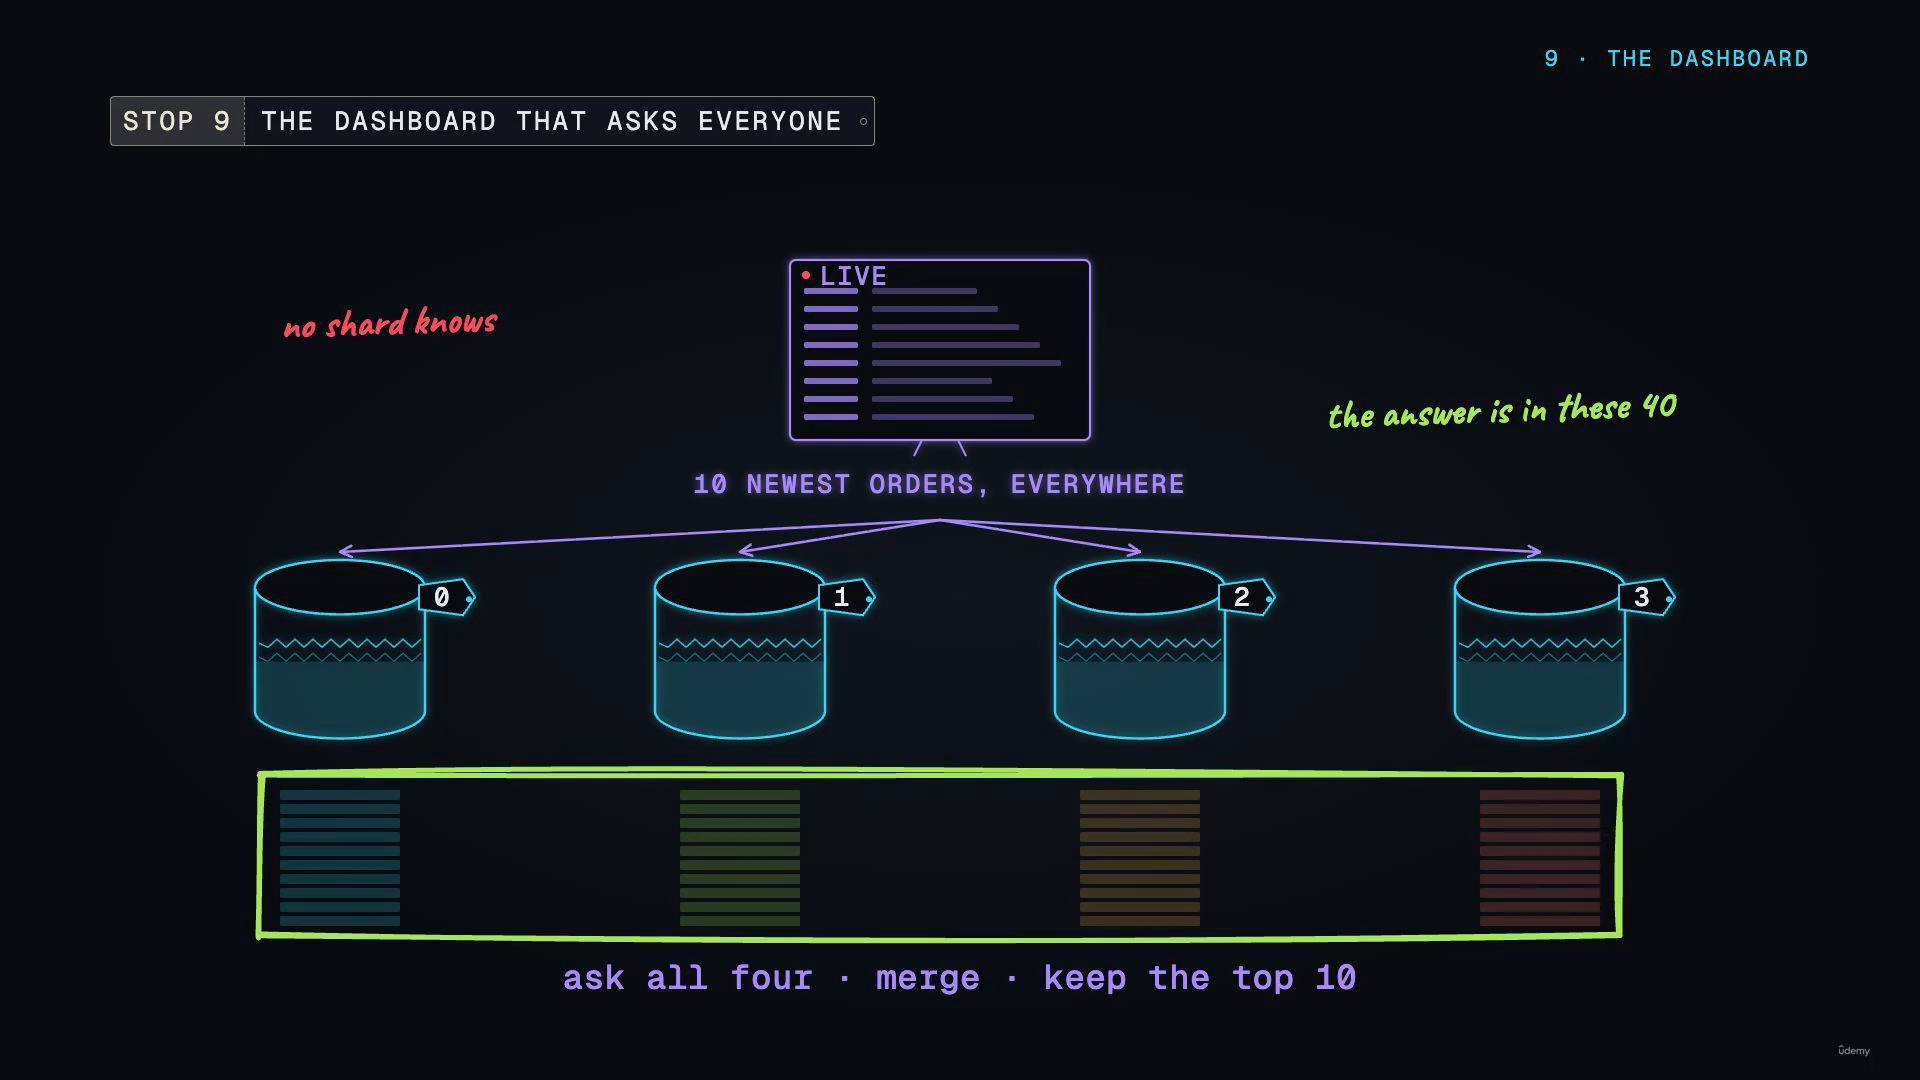 9 · THE DASHBOARD
STOP 9 THE DASHBOARD THAT ASKS EVERYONE
LIVE
no shard knows
the answer is in these 40
10 NEWEST ORDERS, EVERYWHERE
0 1 2 3
ask all four · merge · keep the top 10
ûdemy